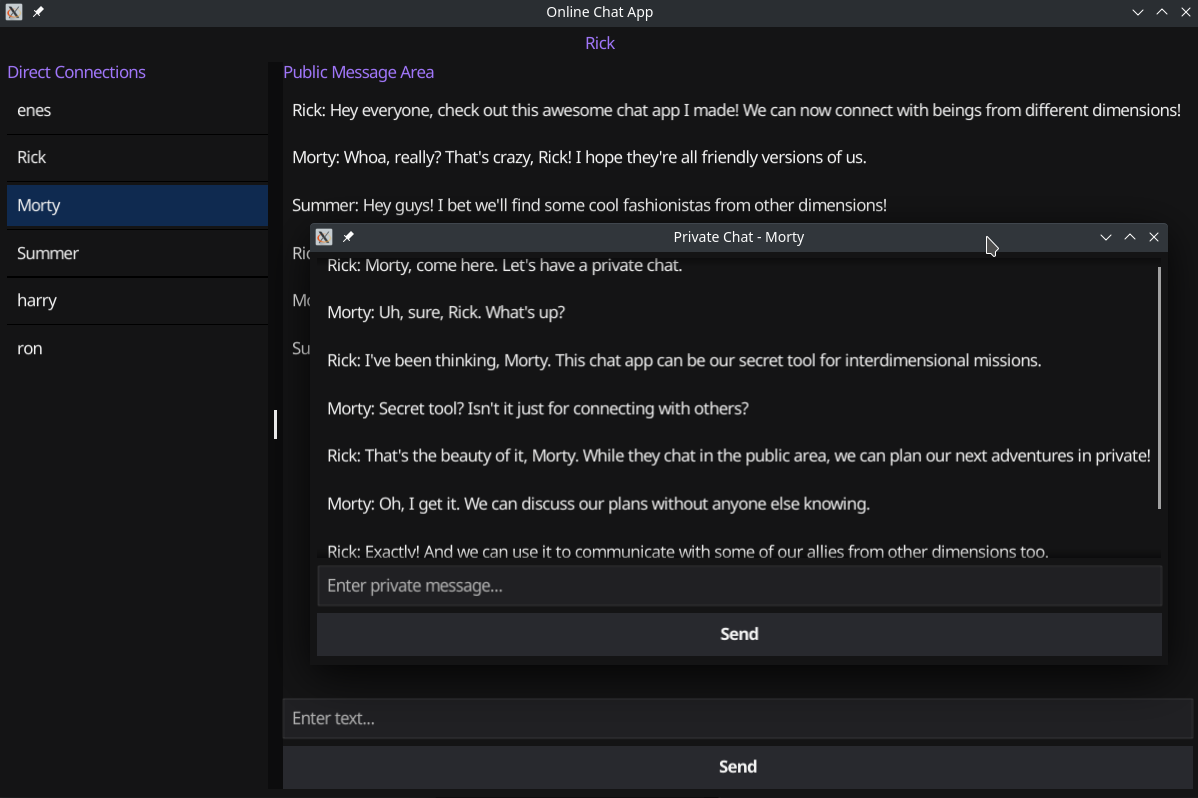 Online Chat App
Rick
Direct Connections
enes
Rick
Morty
Summer
harry
ron
Public Message Area
Rick: Hey everyone, check out this awesome chat app I made! We can now connect with beings from different dimensions!
Morty: Whoa, really? That's crazy, Rick! I hope they're all friendly versions of us.
Summer: Hey guys! I bet we'll find some cool fashionistas from other dimensions!
Private Chat - Morty
Rick: Morty, come here. Let's have a private chat.
Morty: Uh, sure, Rick. What's up?
Rick: I've been thinking, Morty. This chat app can be our secret tool for interdimensional missions.
Morty: Secret tool? Isn't it just for connecting with others?
Rick: That's the beauty of it, Morty. While they chat in the public area, we can plan our next adventures in private!
Morty: Oh, I get it. We can discuss our plans without anyone else knowing.
Rick: Exactly! And we can use it to communicate with some of our allies from other dimensions too.
Enter private message...
Send
Enter text...
Send